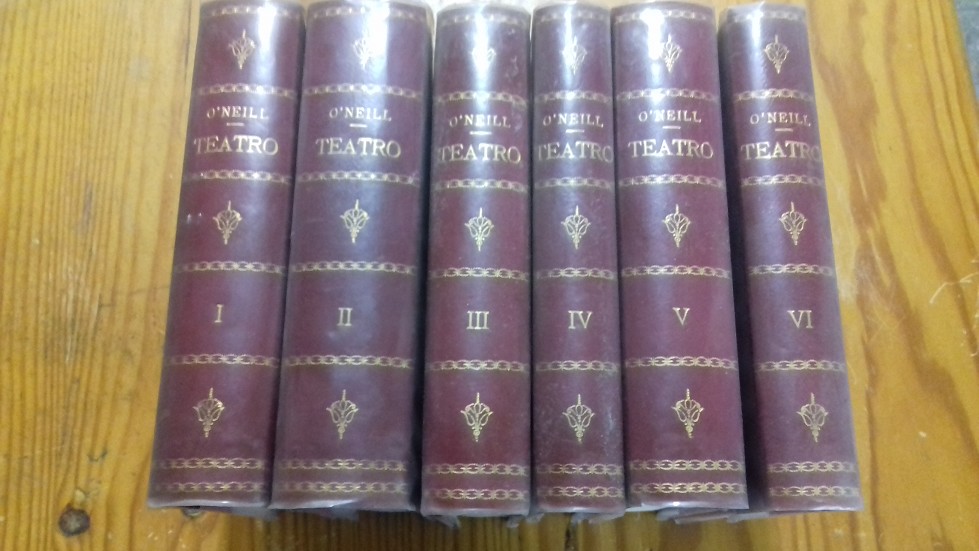 O'NEILL
TEATRO
I
O'NEILL
TEATRO
II
O'NEILL
TEATRO
III
O'NEILL
TEATRO
IV
O'NEILL
TEATRO
V
O'NEILL
TEATRO
VI